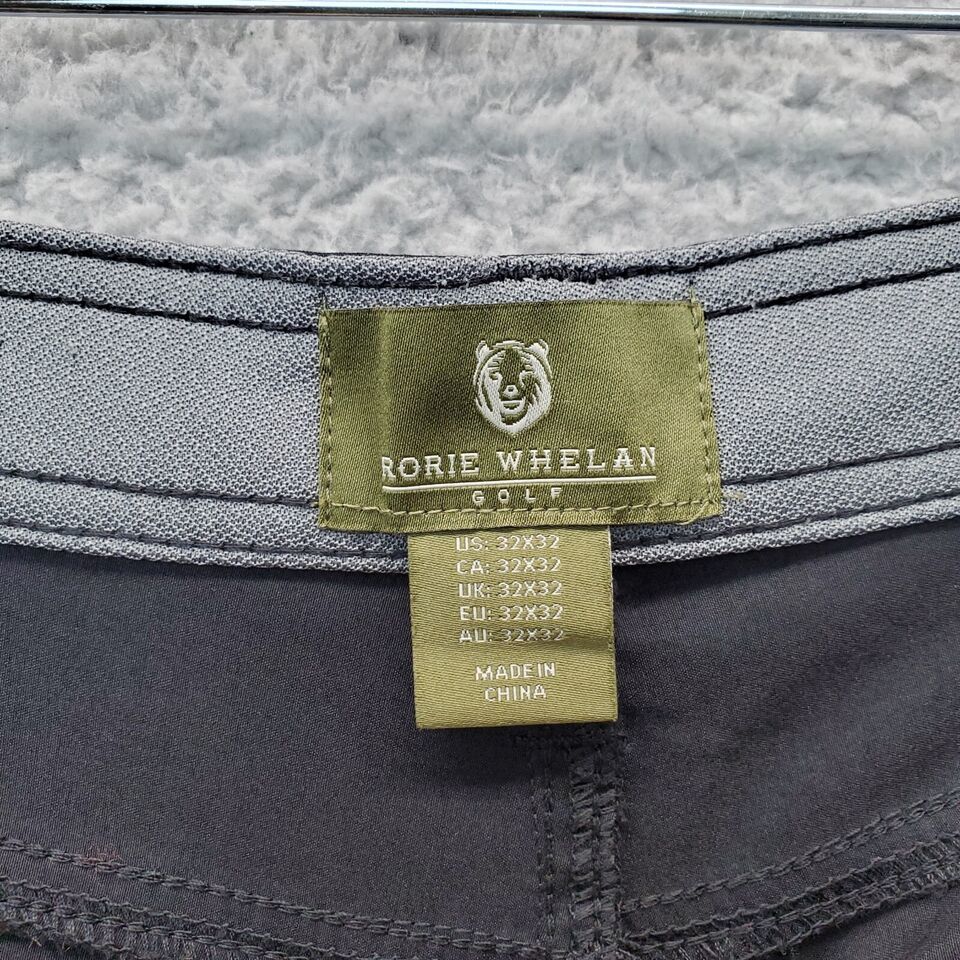 RORIE WHELAN
GOLF
US: 32X32
CA: 32X32
UK: 32X32
EU: 32X32
AU: 32X32
MADE IN
CHINA